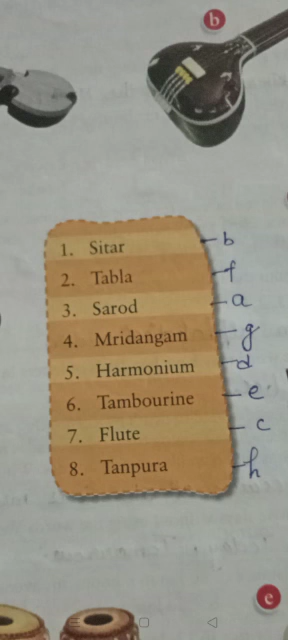 b
1. Sitar - b
2. Tabla - f
3. Sarod - a
4. Mridangam - g
5. Harmonium - d
6. Tambourine - e
7. Flute - c
8. Tanpura - h
e